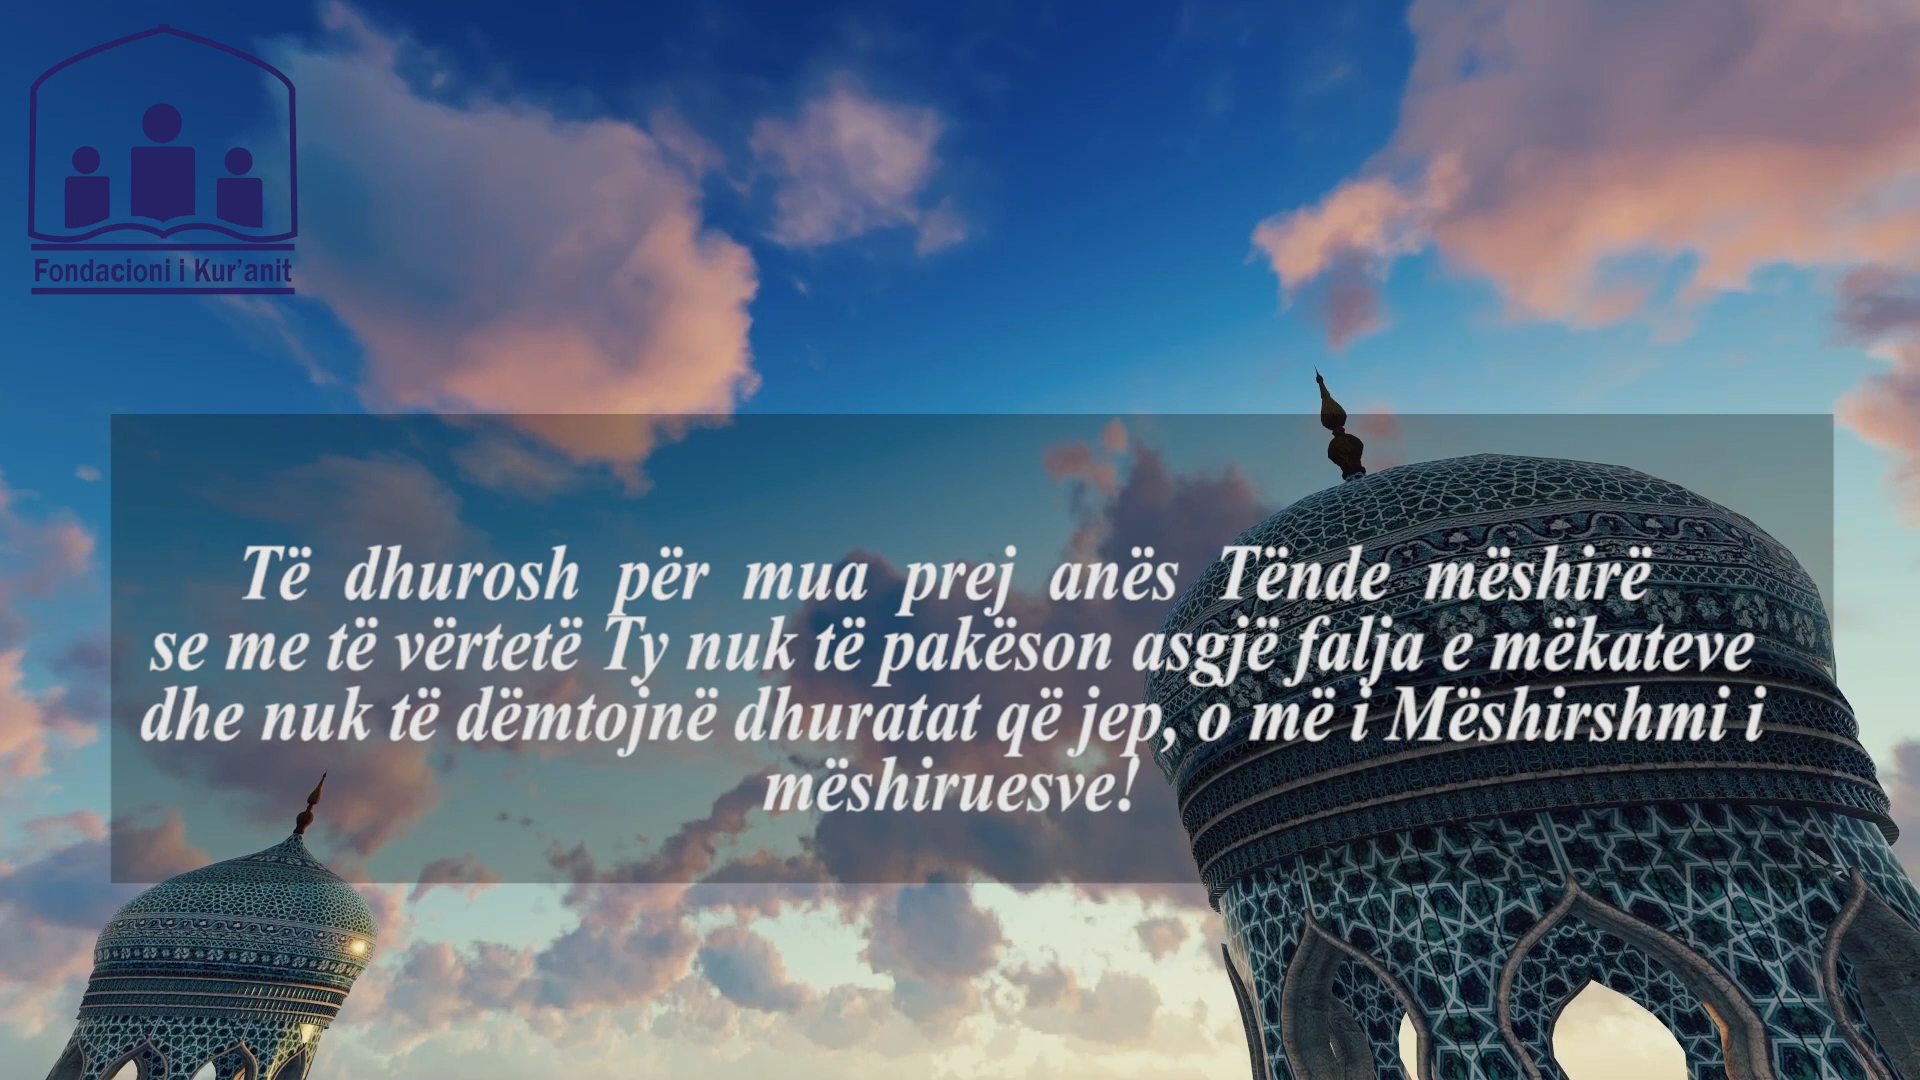 Fondacioni i Kur'anit
Të dhurosh për mua prej anës Tënde mëshirë
se me të vërtetë Ty nuk të pakëson asgjë falja e mëkateve
dhe nuk të dëmtojnë dhuratat që jep, o më i Mëshirshmi i
mëshiruesve!